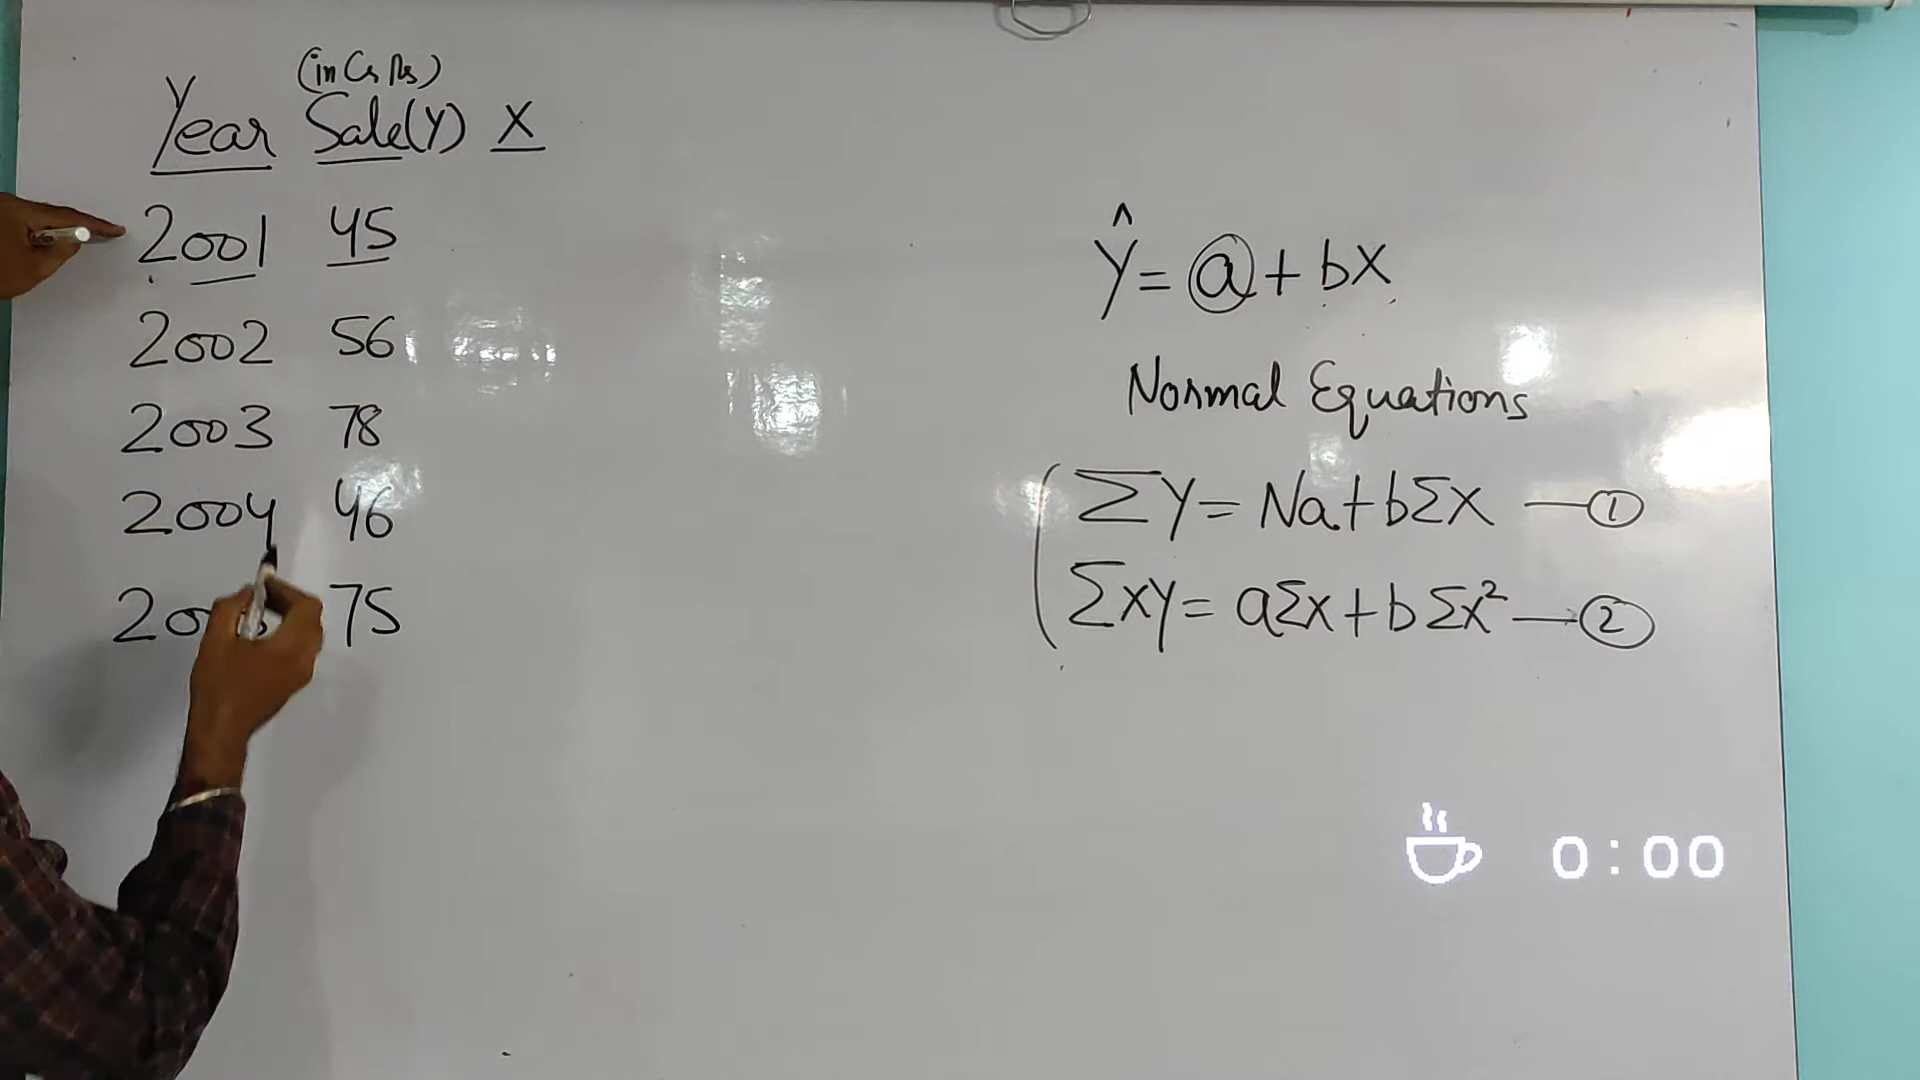 (in Cr Rs)
Year Sale(Y) X
2001 45
2002 56
2003 78
2004 46
75
Ŷ = a + bX
Normal Equations
ΣY = Na + bΣX — ①
ΣXY = aΣX + bΣX² — ②
0:00